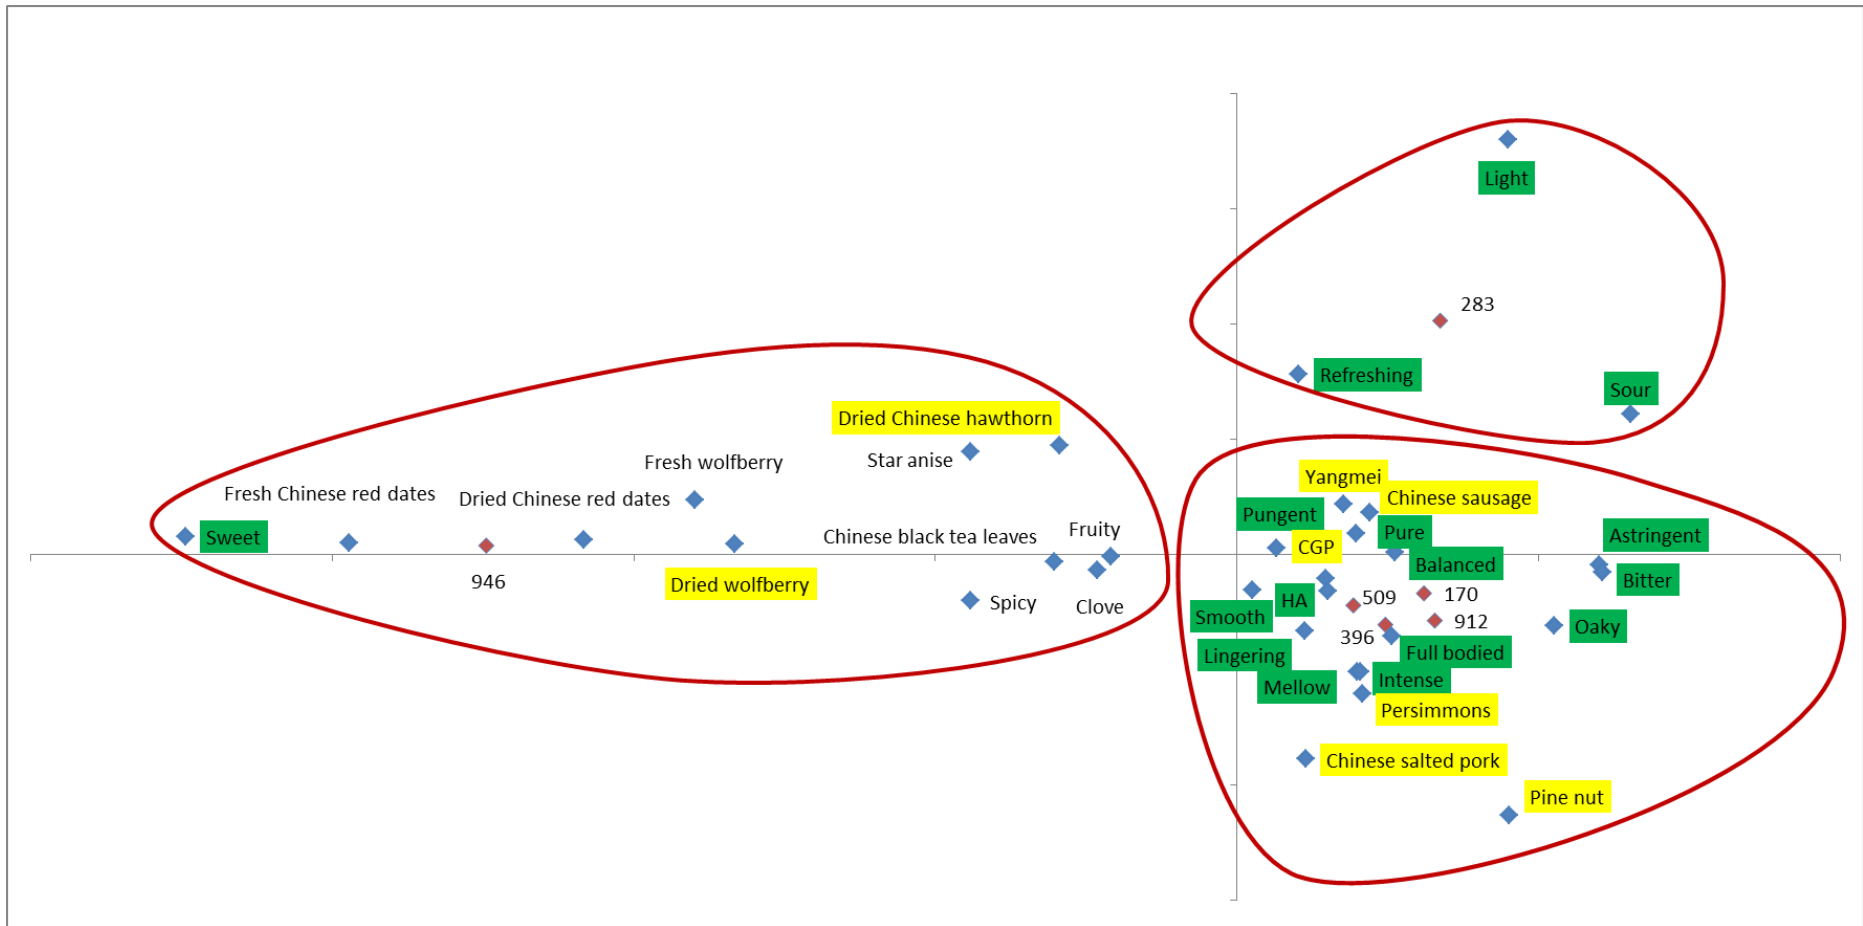 Light
283
Refreshing
Sour
Dried Chinese hawthorn
Star anise
Fresh wolfberry
Fresh Chinese red dates
Dried Chinese red dates
Sweet
946
Dried wolfberry
Chinese black tea leaves
Fruity
Spicy
Clove
Yangmei
Chinese sausage
Pungent
Pure
CGP
Balanced
Astringent
Bitter
HA
509
170
Smooth
396
912
Oaky
Lingering
Full bodied
Mellow
Intense
Persimmons
Chinese salted pork
Pine nut